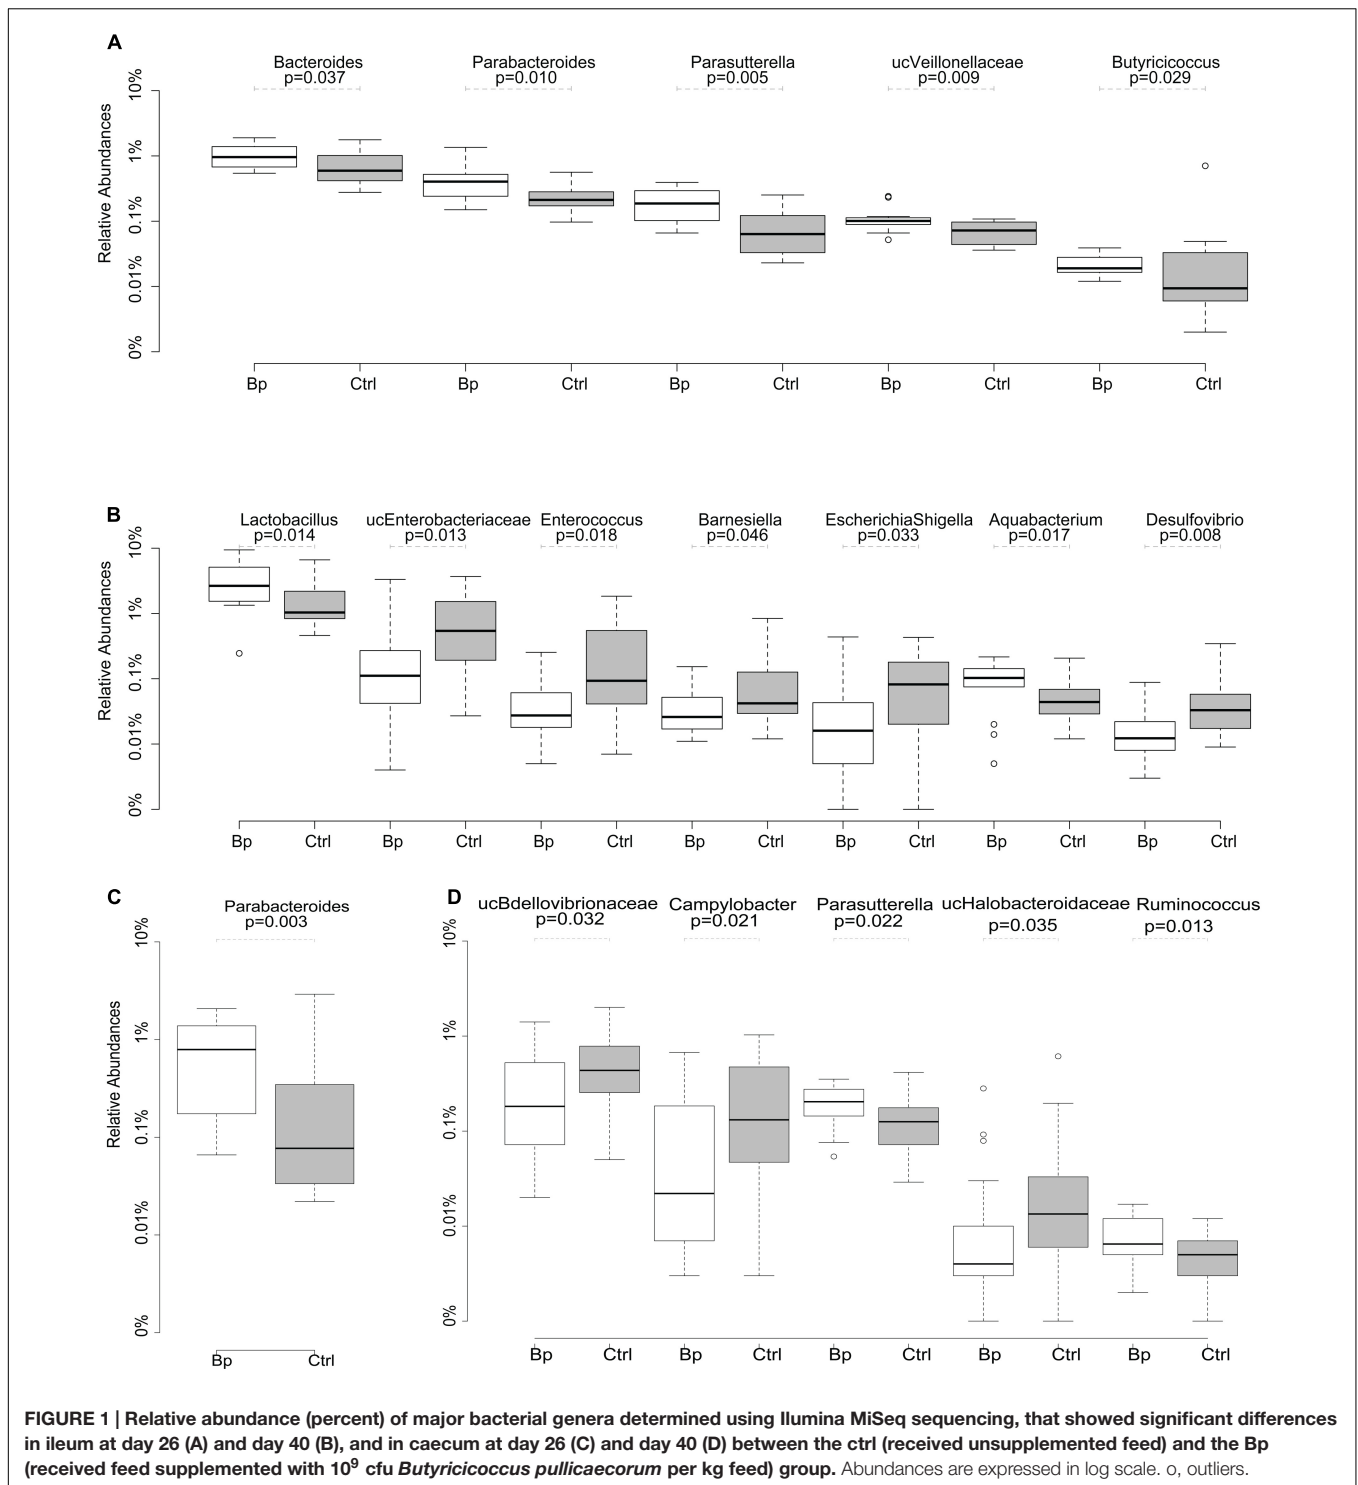 A
Bacteroides
p=0.037
Parabacteroides
p=0.010
Parasutterella
p=0.005
ucVeillonellaceae
p=0.009
Butyricicoccus
p=0.029
Relative Abundances
10%
1%
0.1%
0.01%
0%
Bp Ctrl Bp Ctrl Bp Ctrl Bp Ctrl Bp Ctrl
B
Lactobacillus
p=0.014
ucEnterobacteriaceae
p=0.013
Enterococcus
p=0.018
Barnesiella
p=0.046
EscherichiaShigella
p=0.033
Aquabacterium
p=0.017
Desulfovibrio
p=0.008
Relative Abundances
10%
1%
0.1%
0.01%
0%
Bp Ctrl Bp Ctrl Bp Ctrl Bp Ctrl Bp Ctrl Bp Ctrl Bp Ctrl
C
Parabacteroides
p=0.003
Relative Abundances
10%
1%
0.1%
0.01%
0%
Bp Ctrl
D
ucBdellovibrionaceae
p=0.032
Campylobacter
p=0.021
Parasutterella
p=0.022
ucHalobacteroidaceae
p=0.035
Ruminococcus
p=0.013
10%
1%
0.1%
0.01%
0%
Bp Ctrl Bp Ctrl Bp Ctrl Bp Ctrl Bp Ctrl
FIGURE 1 | Relative abundance (percent) of major bacterial genera determined using Ilumina MiSeq sequencing, that showed significant differences
in ileum at day 26 (A) and day 40 (B), and in caecum at day 26 (C) and day 40 (D) between the ctrl (received unsupplemented feed) and the Bp
(received feed supplemented with 10⁹ cfu Butyricicoccus pullicaecorum per kg feed) group. Abundances are expressed in log scale. o, outliers.